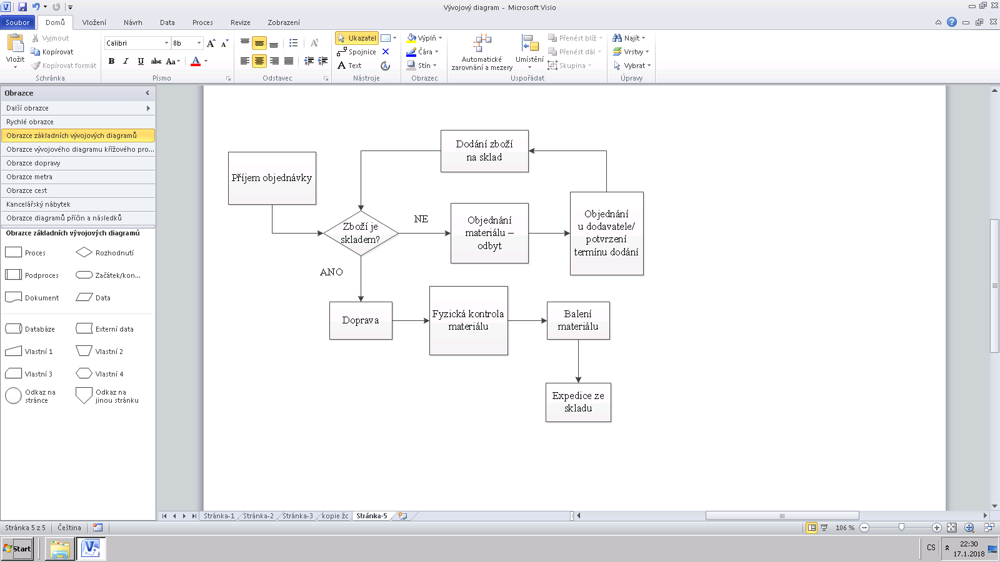 Vývojový diagram - Microsoft Visio
Soubor
Domů
Vložení
Návrh
Data
Proces
Revize
Zobrazení
Vložit
Vyjmout
Kopírovat
Kopírovat formát
Schránka
Calibri
8b
B I U abc Aa A
Písmo
Odstavec
Ukazatel
Spojnice
A Text
Nástroje
Výplň
Čára
Stín
Obrazec
Automatické
zarovnání a mezery
Umístění
Přenést blíž
Přenést dál
Skupina
Uspořádat
Najít
Vrstvy
Vybrat
Úpravy
Obrazce
Další obrazce
Rychlé obrazce
Obrazce základních vývojových diagramů
Obrazce vývojového diagramu křížového pro...
Obrazce dopravy
Obrazce metra
Obrazce cest
Kancelářský nábytek
Obrazce diagramů příčin a následků
Obrazce základních vývojových diagramů
Proces
Rozhodnutí
Podproces
Začátek/kon...
Dokument
Data
Databáze
Externí data
Vlastní 1
Vlastní 2
Vlastní 3
Vlastní 4
Odkaz na
stránce
Odkaz na
jinou stránku
Dodání zboží
na sklad
Příjem objednávky
Zboží je
skladem?
NE
Objednání
materiálu –
odbyt
Objednání
u dodavatele/
potvrzení
termínu dodání
ANO
Doprava
Fyzická kontrola
materiálu
Balení
materiálu
Expedice ze
skladu
Stránka-1
Stránka-2
Stránka-3
kopie žc
Stránka-5
Stránka 5 z 5
Čeština
106 %
Start
CS
22:30
17.1.2018